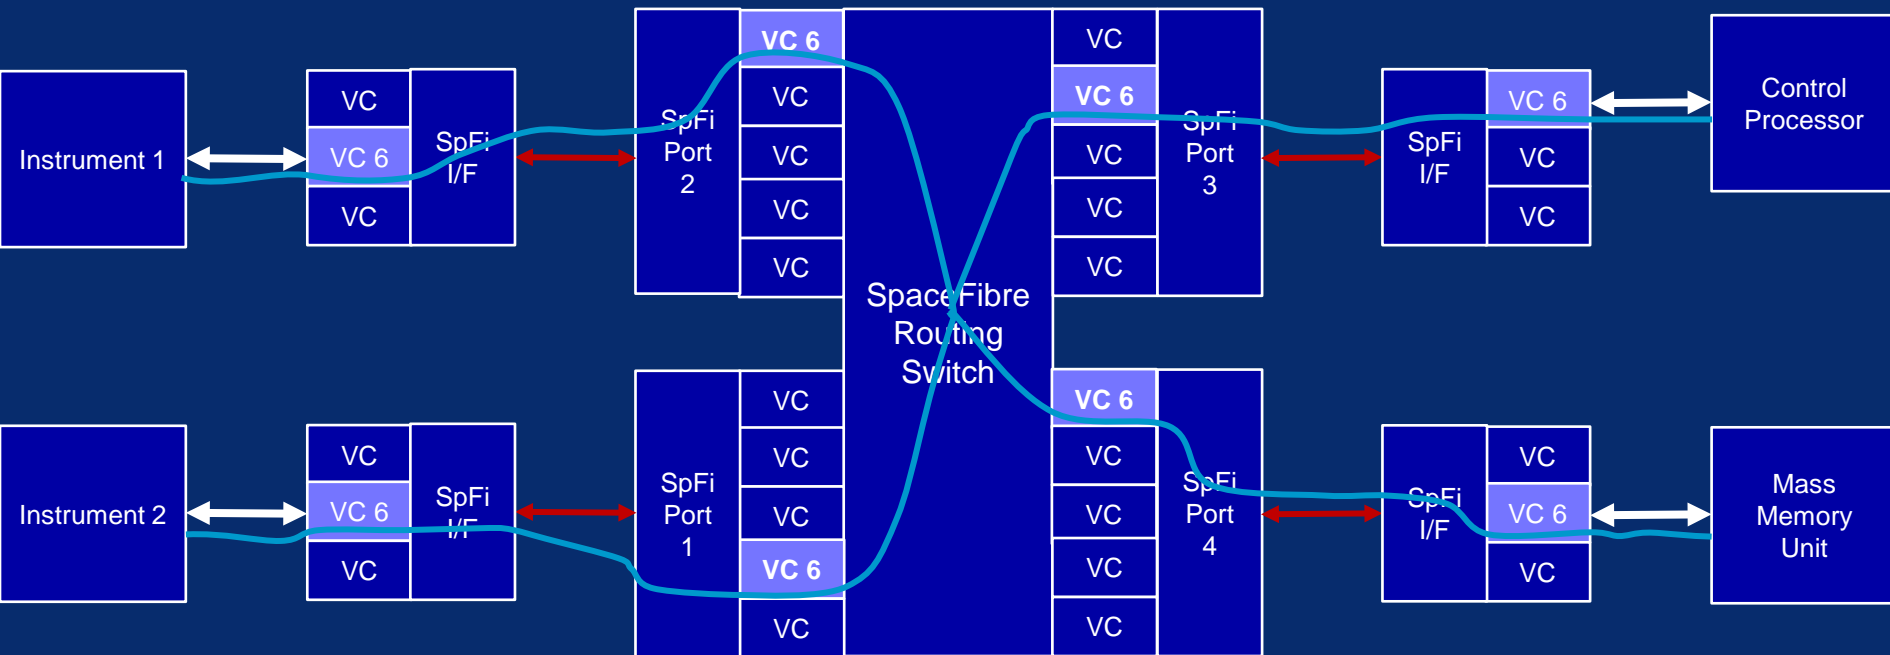 Instrument 1
VC
VC 6
VC
SpFi
I/F
SpFi
Port
2
VC 6
VC
VC
VC
VC
SpaceFibre
Routing
Switch
VC
VC 6
VC
VC
VC
SpFi
Port
3
SpFi
I/F
VC 6
VC
VC
Control
Processor
Instrument 2
VC
VC 6
VC
SpFi
I/F
SpFi
Port
1
VC
VC
VC
VC 6
VC
VC 6
VC
VC
VC
VC
SpFi
Port
4
SpFi
I/F
VC
VC 6
VC
Mass
Memory
Unit